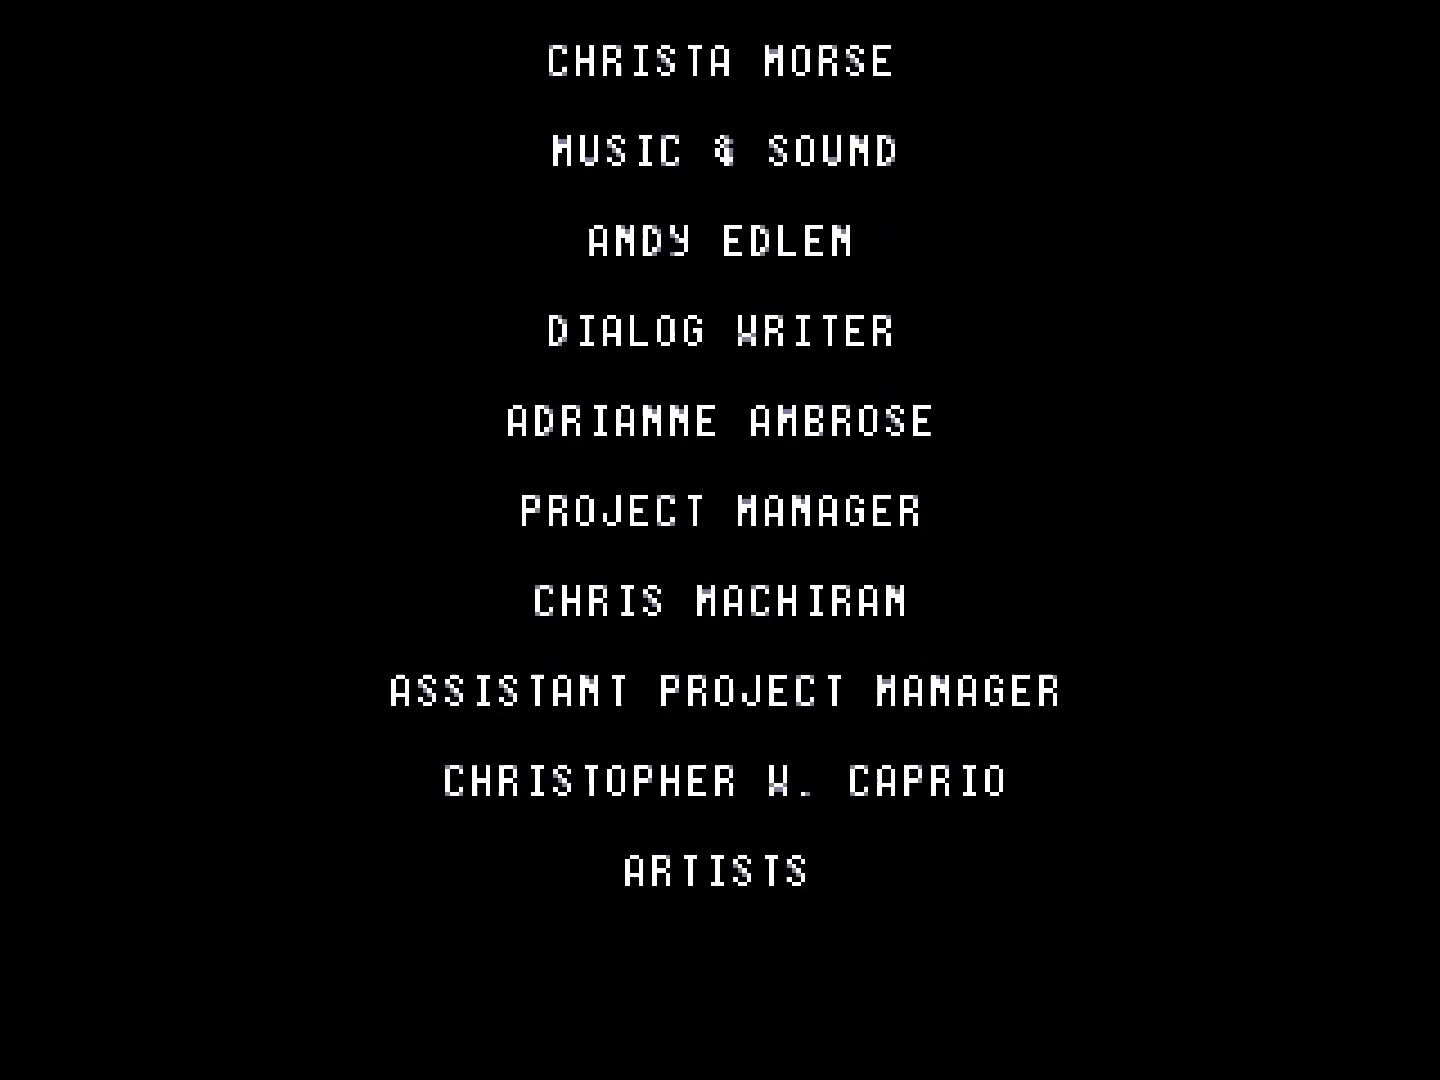 CHRISTA MORSE
MUSIC & SOUND
ANDY EDLEN
DIALOG WRITER
ADRIANNE AMBROSE
PROJECT MANAGER
CHRIS MACHIRAN
ASSISTANT PROJECT MANAGER
CHRISTOPHER W. CAPRIO
ARTISTS